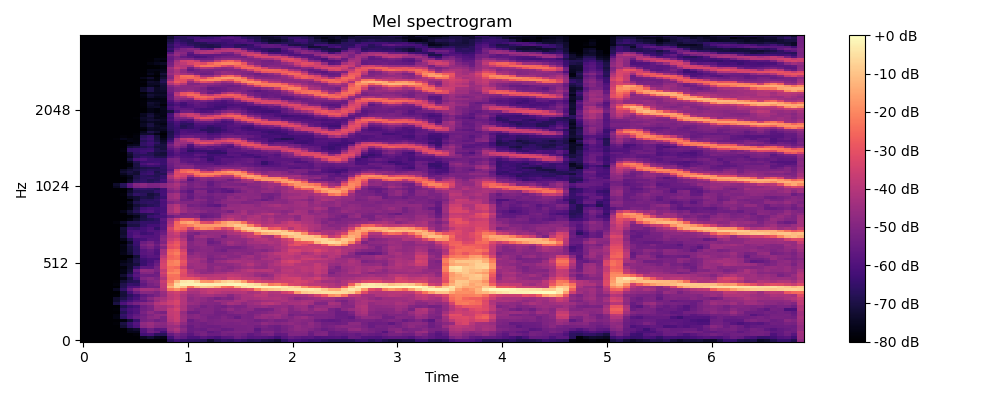 Mel spectrogram
+0 dB
-10 dB
2048
-20 dB
-30 dB
Hz
1024
-40 dB
-50 dB
512
-60 dB
-70 dB
0
-80 dB
0 1 2 3 4 5 6
Time